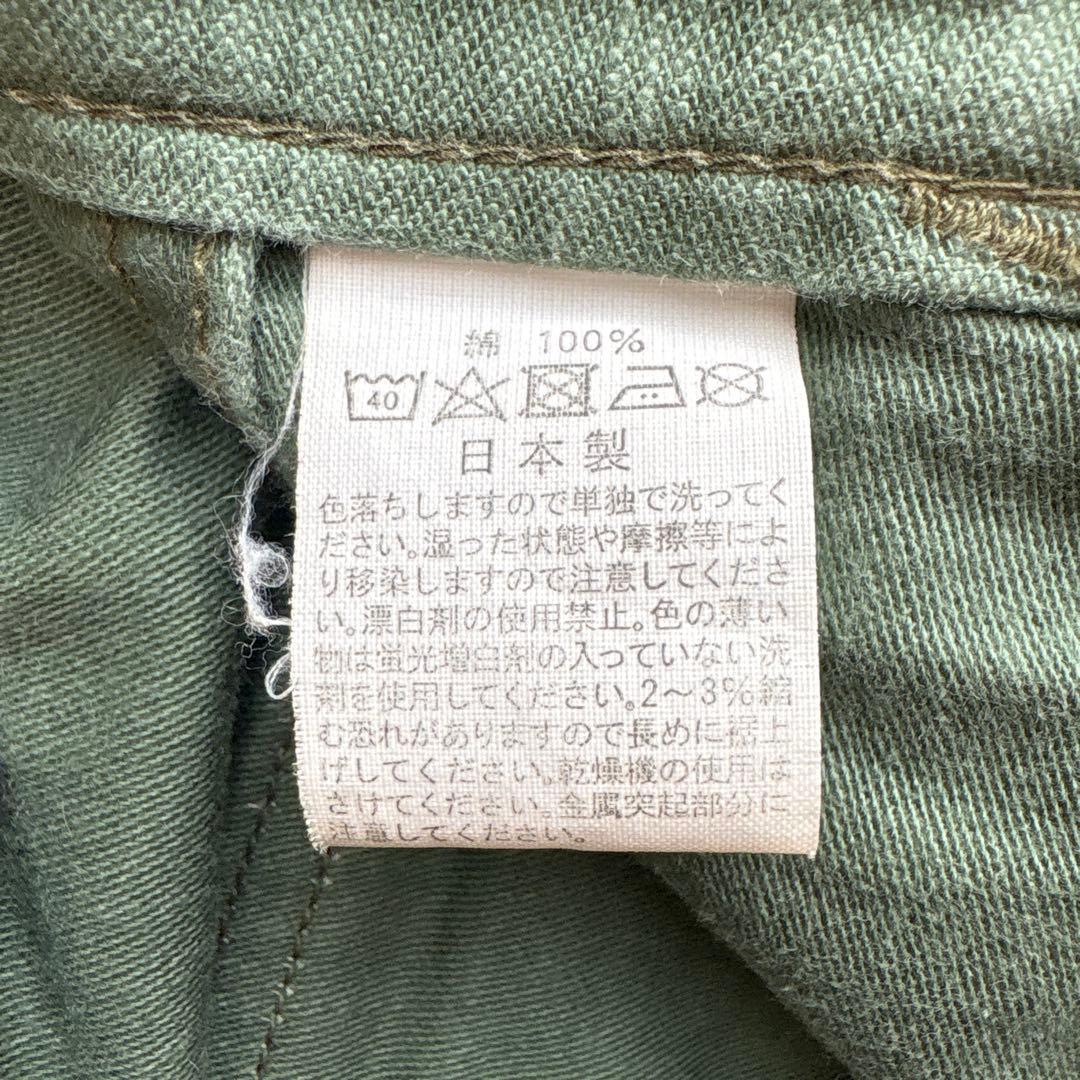 綿 100%
40
日本製
色落ちしますので単独で洗ってく
ださい。湿った状態や摩擦等によ
り移染しますので注意してくださ
い。漂白剤の使用禁止。色の薄い
物は蛍光増白剤の入っていない洗
剤を使用してください。2～3%縮
む恐れがありますので長めに裾上
げしてください。乾燥機の使用は
さけてください。金属突起部分に
注意してください。